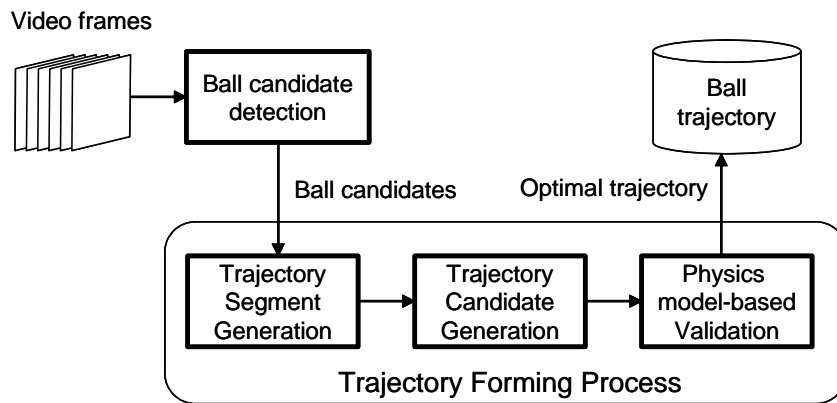 Video frames
Ball candidate
detection
Ball
trajectory
Ball candidates
Optimal trajectory
Trajectory
Segment
Generation
Trajectory
Candidate
Generation
Physics
model-based
Validation
Trajectory Forming Process